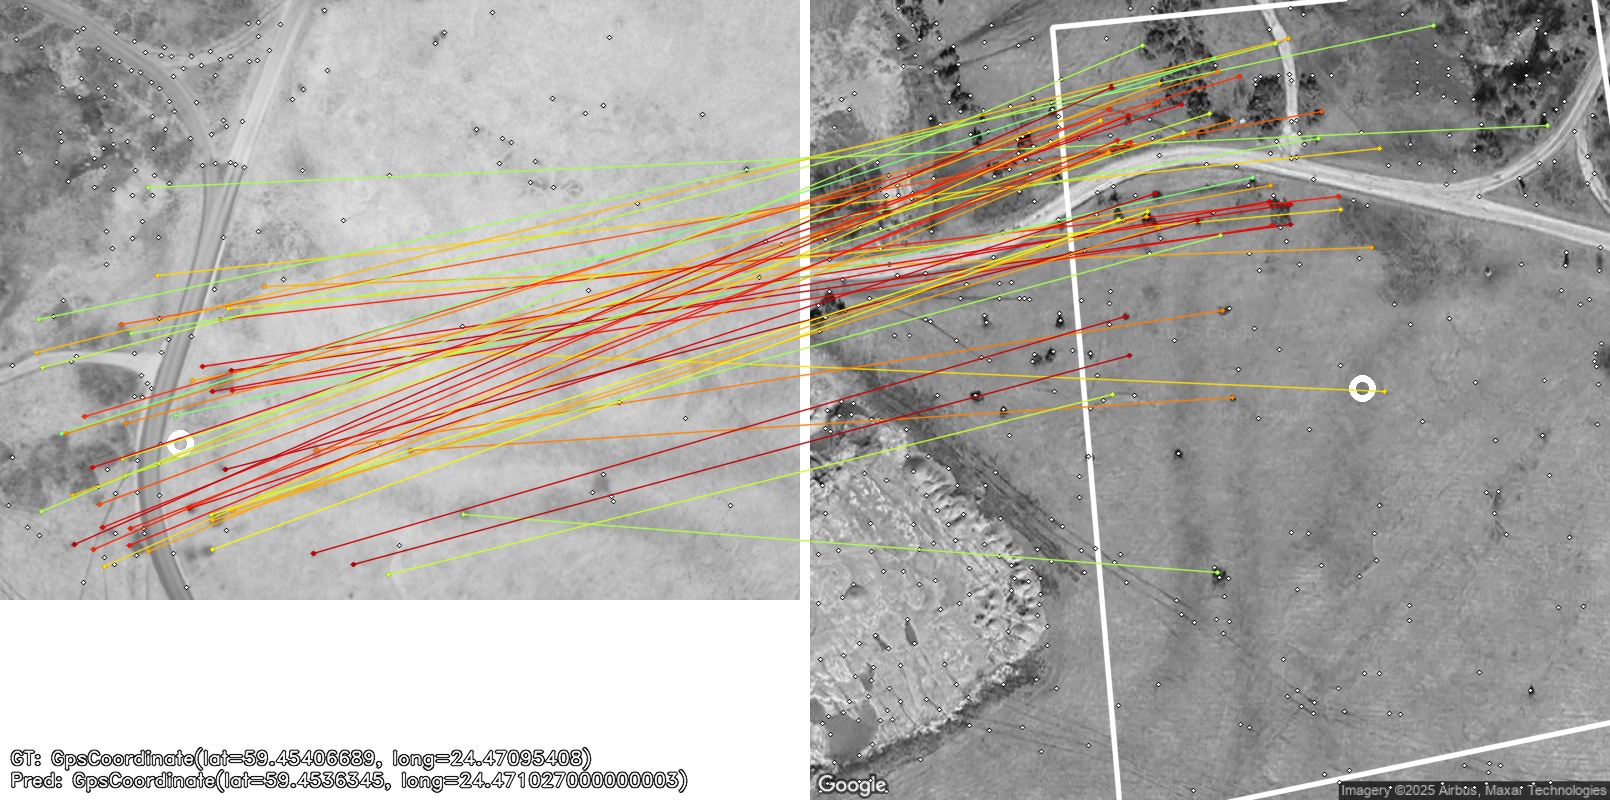 GT: GpsCoordinate(lat=59.45406689, long=24.47095408)
Pred: GpsCoordinate(lat=59.4536345, long=24.471027000000003)
Google
Imagery ©2025 Airbus, Maxar Technologies